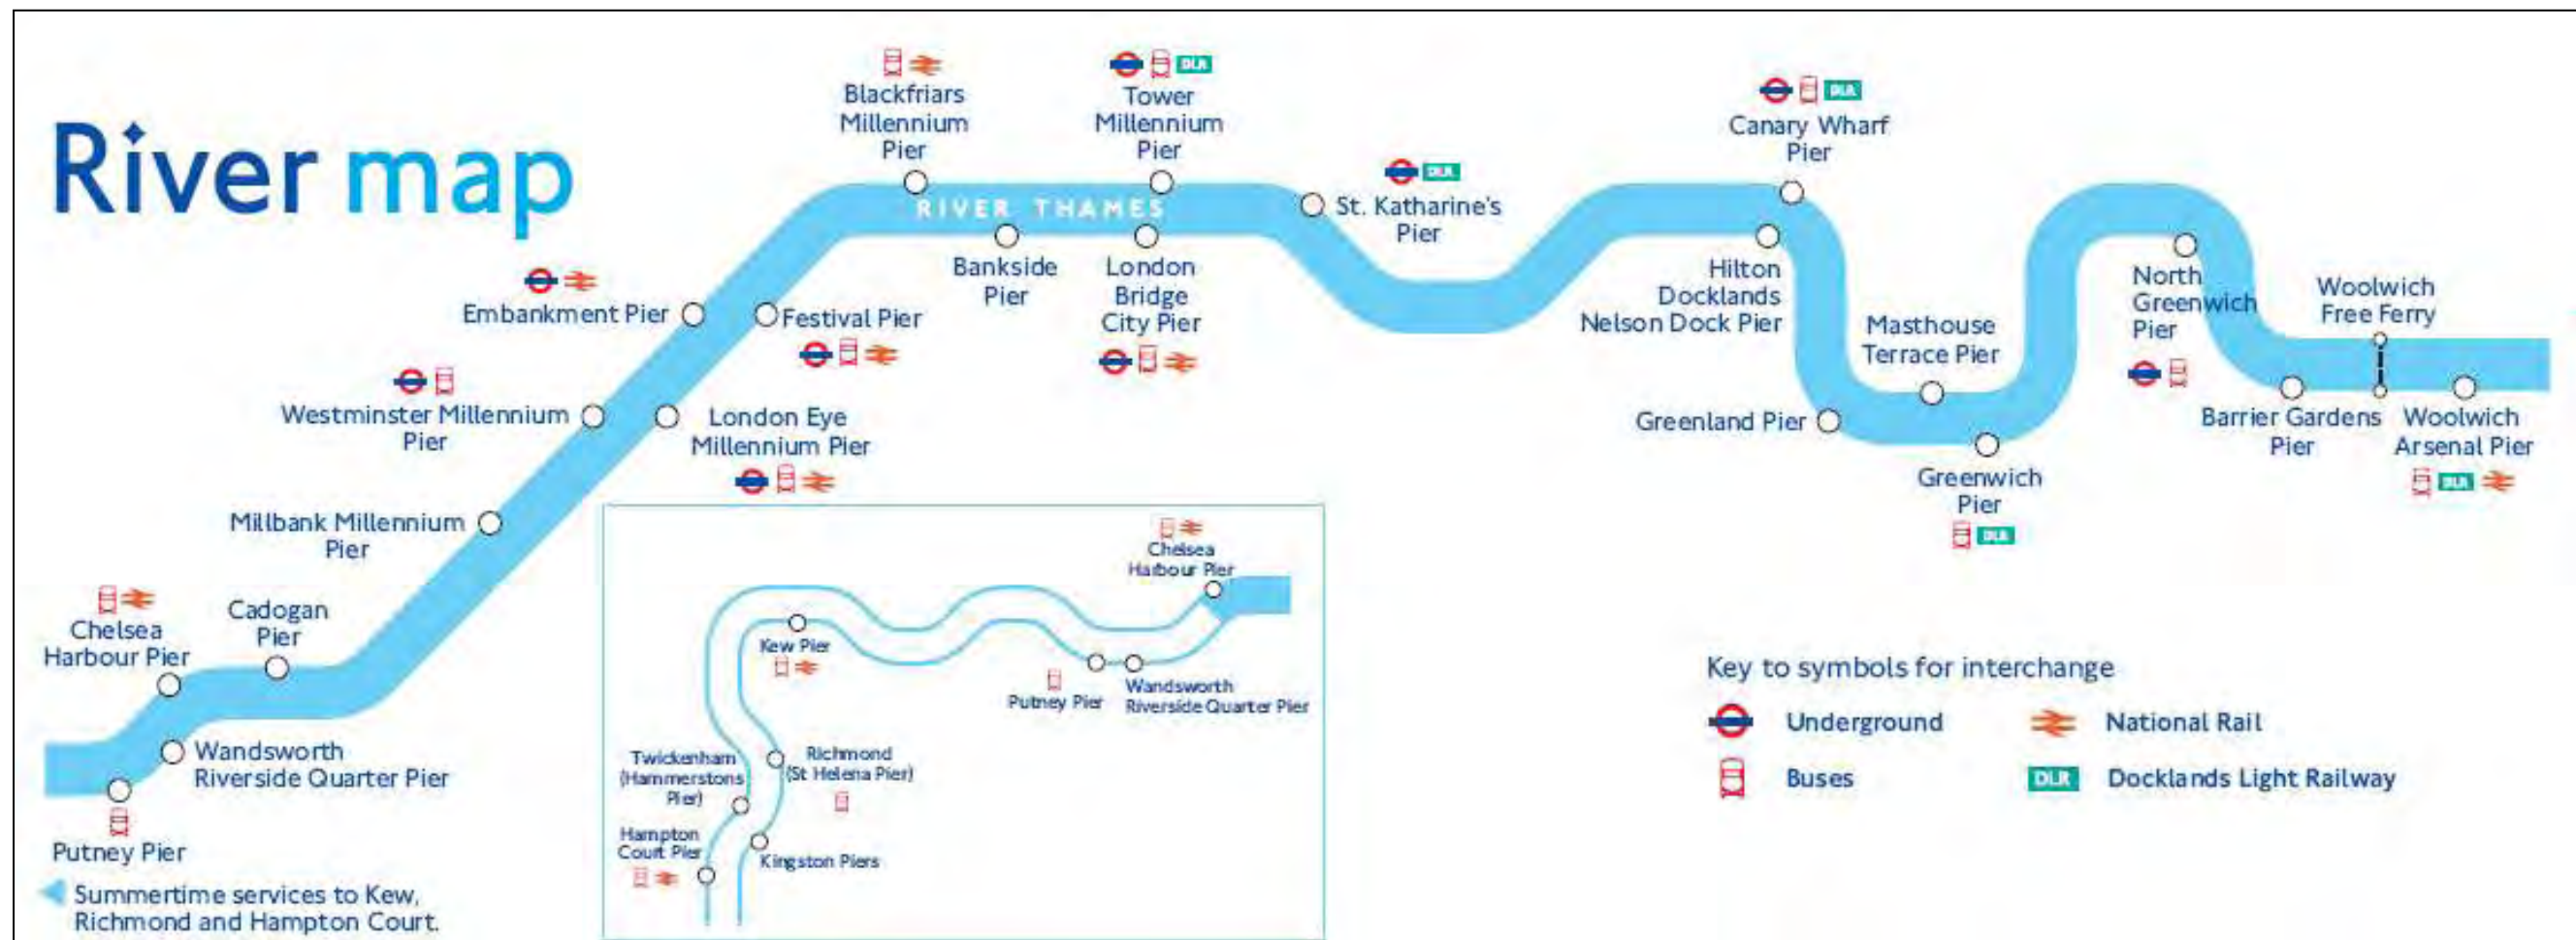 River map
Blackfriars
Millennium
Pier
DLR
Tower
Millennium
Pier
DLR
Canary Wharf
Pier
DLR
St. Katharine's
Pier
RIVER THAMES
Embankment Pier
Festival Pier
Bankside
Pier
London
Bridge
City Pier
Hilton
Docklands
Nelson Dock Pier
North
Greenwich
Pier
Woolwich
Free Ferry
Masthouse
Terrace Pier
Westminster Millennium
Pier
London Eye
Millennium Pier
Greenland Pier
Greenwich
Pier
DLR
Barrier Gardens
Pier
Woolwich
Arsenal Pier
DLR
Millbank Millennium
Pier
Chelsea
Harbour Pier
Cadogan
Pier
Wandsworth
Riverside Quarter Pier
Putney Pier
Summertime services to Kew,
Richmond and Hampton Court.
Chelsea
Harbour Pier
Kew Pier
Putney Pier
Wandsworth
Riverside Quarter Pier
Twickenham
(Hammerstons
Pier)
Richmond
(St Helena Pier)
Hampton
Court Pier
Kingston Piers
Key to symbols for interchange
Underground
National Rail
Buses
DLR Docklands Light Railway